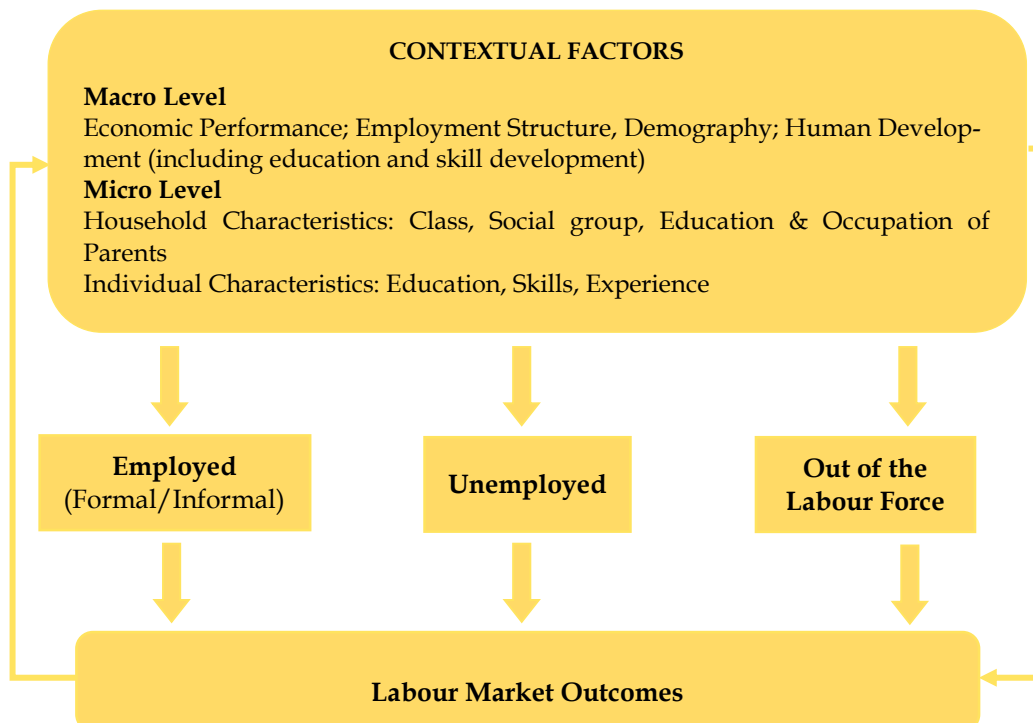 CONTEXTUAL FACTORS
Macro Level
Economic Performance; Employment Structure, Demography; Human Develop-
ment (including education and skill development)
Micro Level
Household Characteristics: Class, Social group, Education & Occupation of
Parents
Individual Characteristics: Education, Skills, Experience
Employed
(Formal/Informal)
Unemployed
Out of the
Labour Force
Labour Market Outcomes